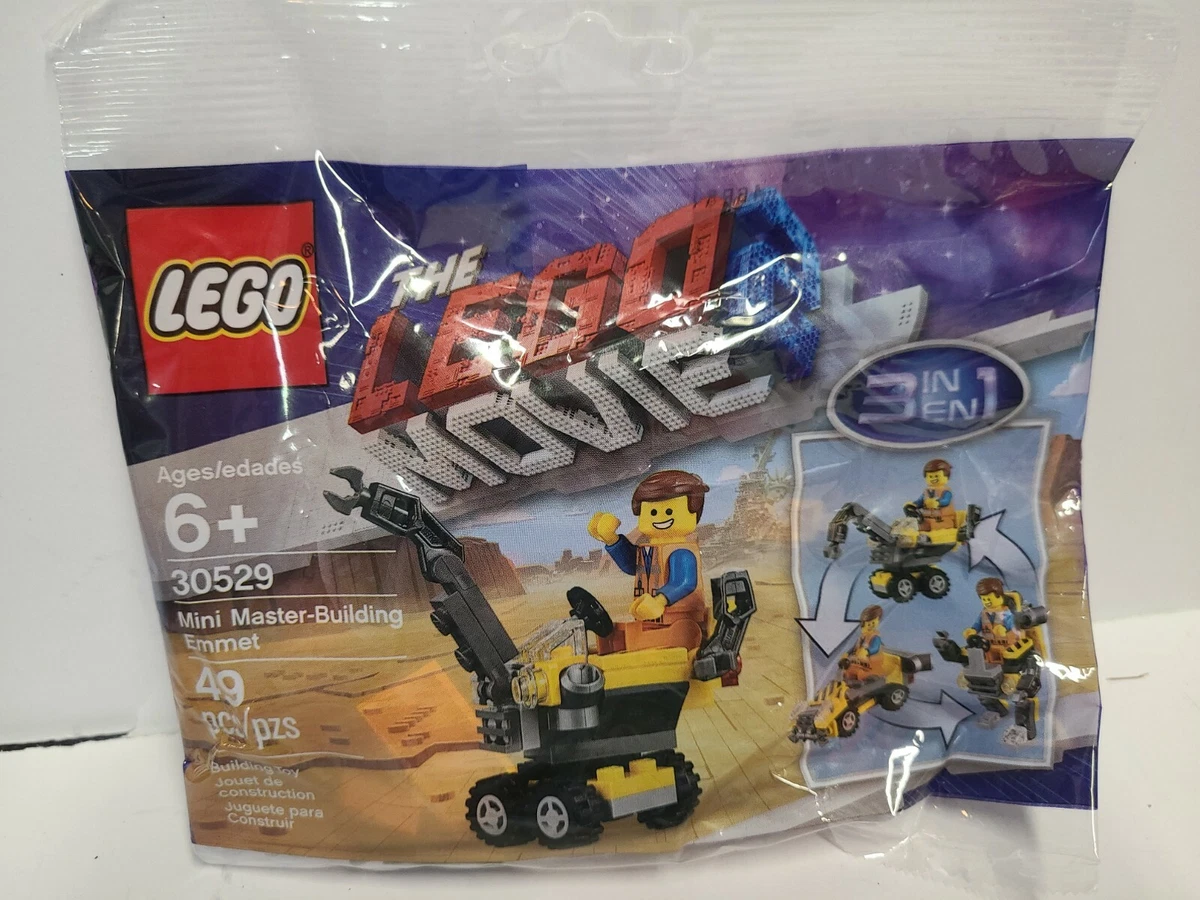 LEGO
®
THE
LEGO
MOVIE 2
3 IN
EN 1
Ages/edades
6+
30529
Mini Master-Building
Emmet
49
pcs/pzs
Building toy
Jouet de
construction
Juguete para
Construir